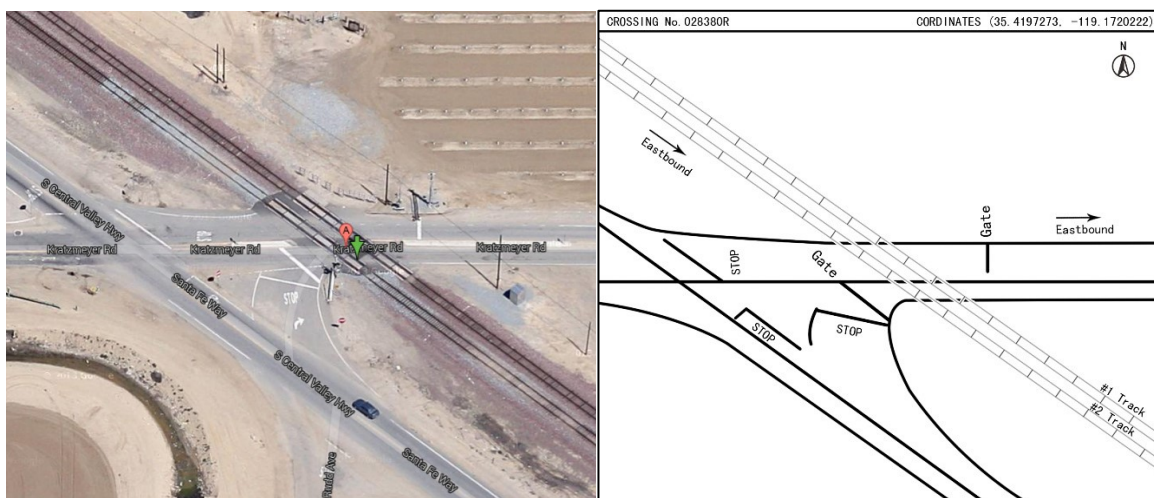 S Central Valley Hwy
Kratzmeyer Rd
Kratzmeyer Rd
A
Kratzmeyer Rd
Kratzmeyer Rd
STOP
Santa Fe Way
S Central Valley Hwy
Santa Fe Way
CROSSING No. 028380R
CORDINATES (35.4197273, -119.1720222)
N
Eastbound
Gate
Eastbound
STOP
Gate
STOP
STOP
#1 Track
#2 Track